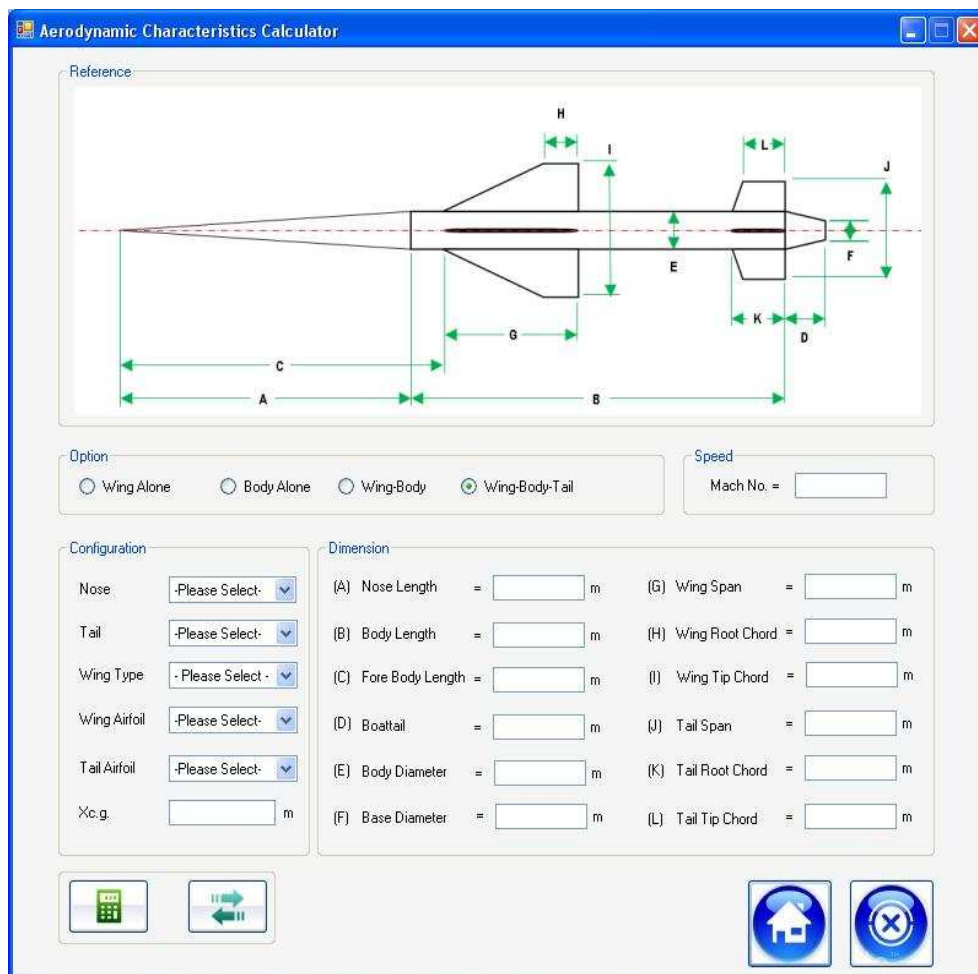 Aerodynamic Characteristics Calculator
Reference
H
I
L
J
E
F
G
K
D
C
A
B
Option
Wing Alone
Body Alone
Wing-Body
Wing-Body-Tail
Speed
Mach No. =
Configuration
Nose -Please Select-
Tail -Please Select-
Wing Type - Please Select -
Wing Airfoil -Please Select-
Tail Airfoil -Please Select-
Xc.g. m
Dimension
(A) Nose Length = m
(B) Body Length = m
(C) Fore Body Length = m
(D) Boattail = m
(E) Body Diameter = m
(F) Base Diameter = m
(G) Wing Span = m
(H) Wing Root Chord = m
(I) Wing Tip Chord = m
(J) Tail Span = m
(K) Tail Root Chord = m
(L) Tail Tip Chord = m